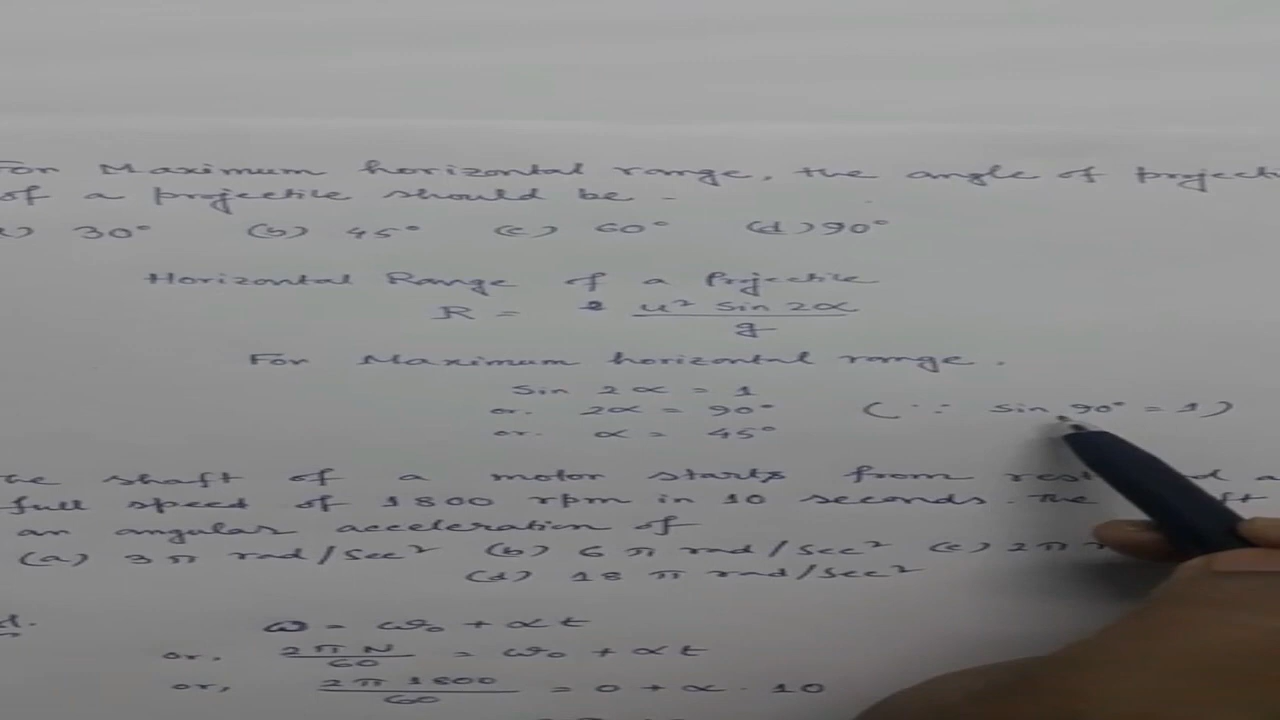 For Maximum horizontal range, the angle of projecti
of a projectile should be -
30° (b) 45° (c) 60° (d) 90°
Horizontal Range of a Projectile
R = u² sin 2α / g
For Maximum horizontal range.
Sin 2α = 1
or. 2α = 90° (∵ sin 90° = 1)
or. α = 45°
he shaft of a motor starts from rest a
full speed of 1800 rpm in 10 seconds. The
an angular acceleration of
(a) 3π rad/sec² (b) 6π rad/sec² (c) 2π
(d) 18π rad/sec²
ω = ω₀ + αt
or, 2πN / 60 = ω₀ + αt
or, 2π 1800 / 60 = 0 + α · 10